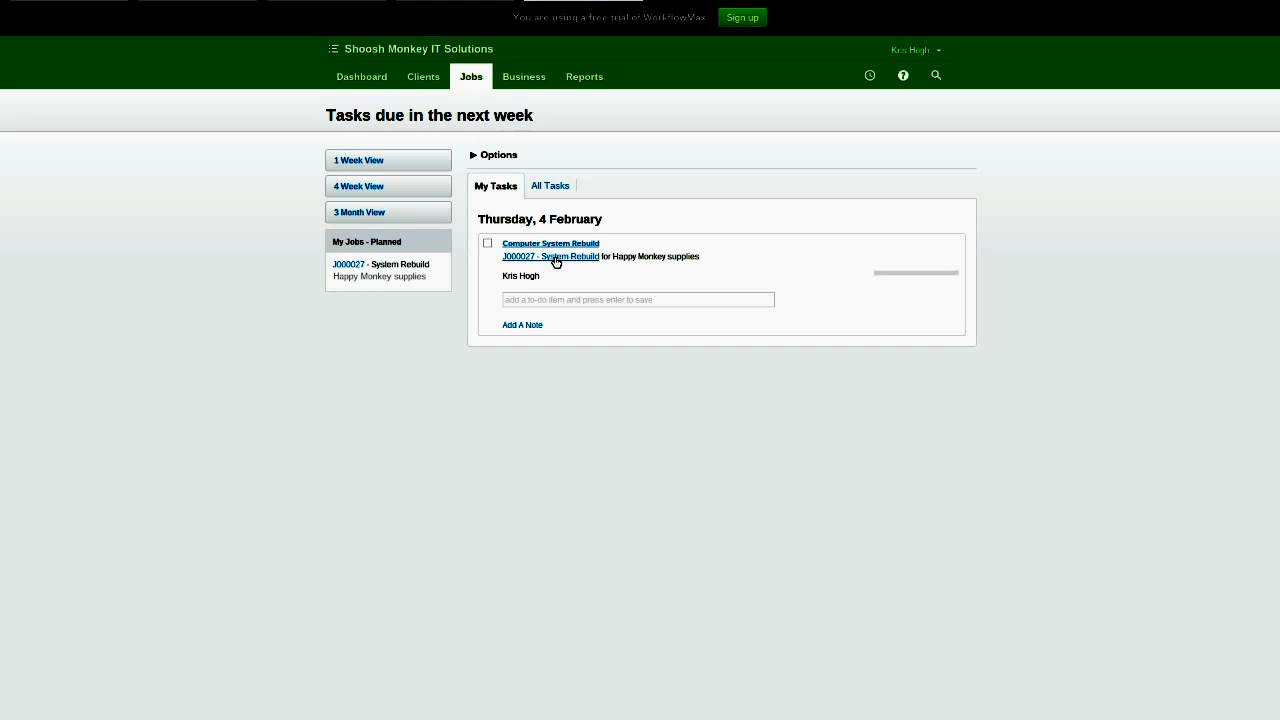 You are using a free trial of WorkflowMax Sign up
Shoosh Monkey IT Solutions
Kris Hogh
Dashboard Clients Jobs Business Reports
Tasks due in the next week
1 Week View
4 Week View
3 Month View
My Jobs - Planned
J000027 - System Rebuild
Happy Monkey supplies
Options
My Tasks All Tasks
Thursday, 4 February
Computer System Rebuild
J000027 - System Rebuild for Happy Monkey supplies
Kris Hogh
add a to-do item and press enter to save
Add A Note